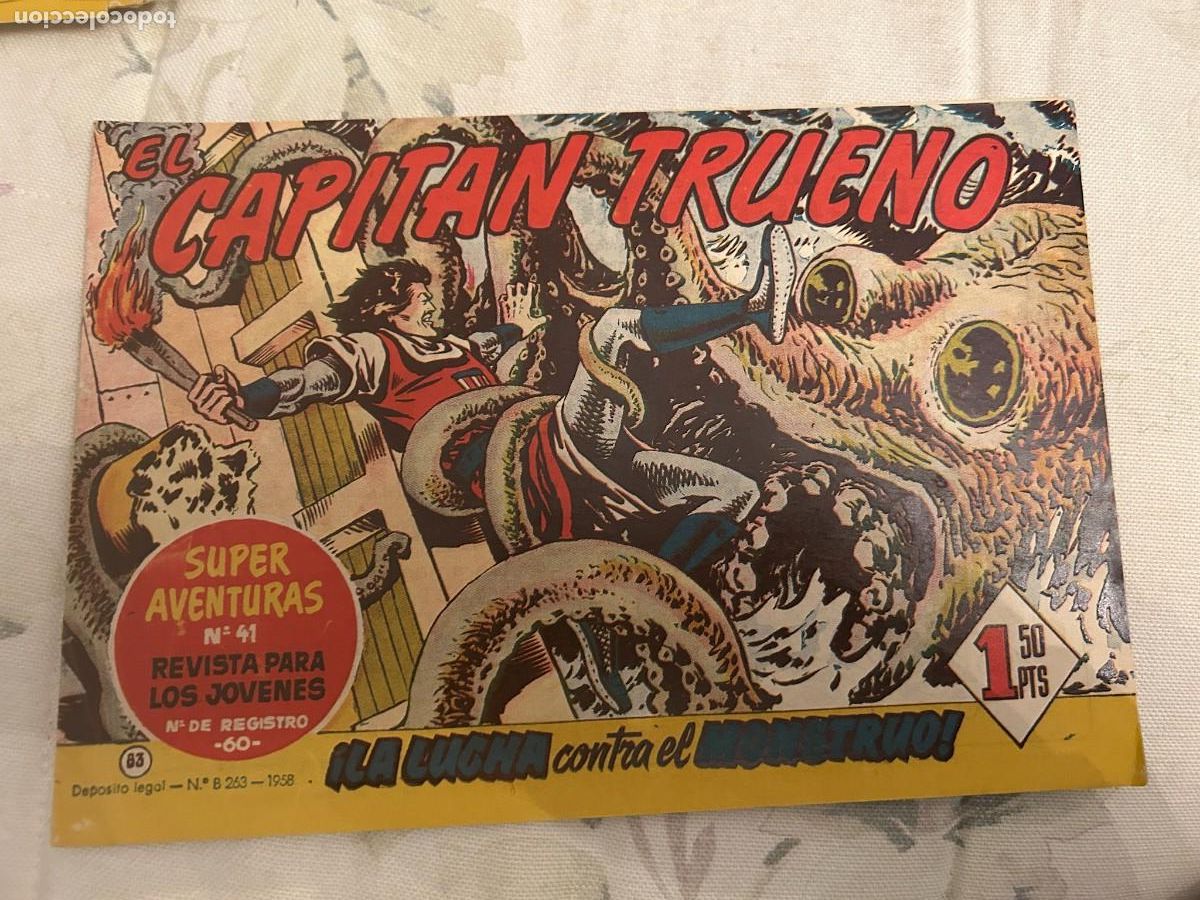 todocoleccion
EL
CAPITAN TRUENO
SUPER
AVENTURAS
Nº 41
REVISTA PARA
LOS JOVENES
Nº DE REGISTRO
-60-
83
Deposito legal — N.º B 263 — 1958
1 50
PTS
¡LA LUCHA contra el MONSTRUO!